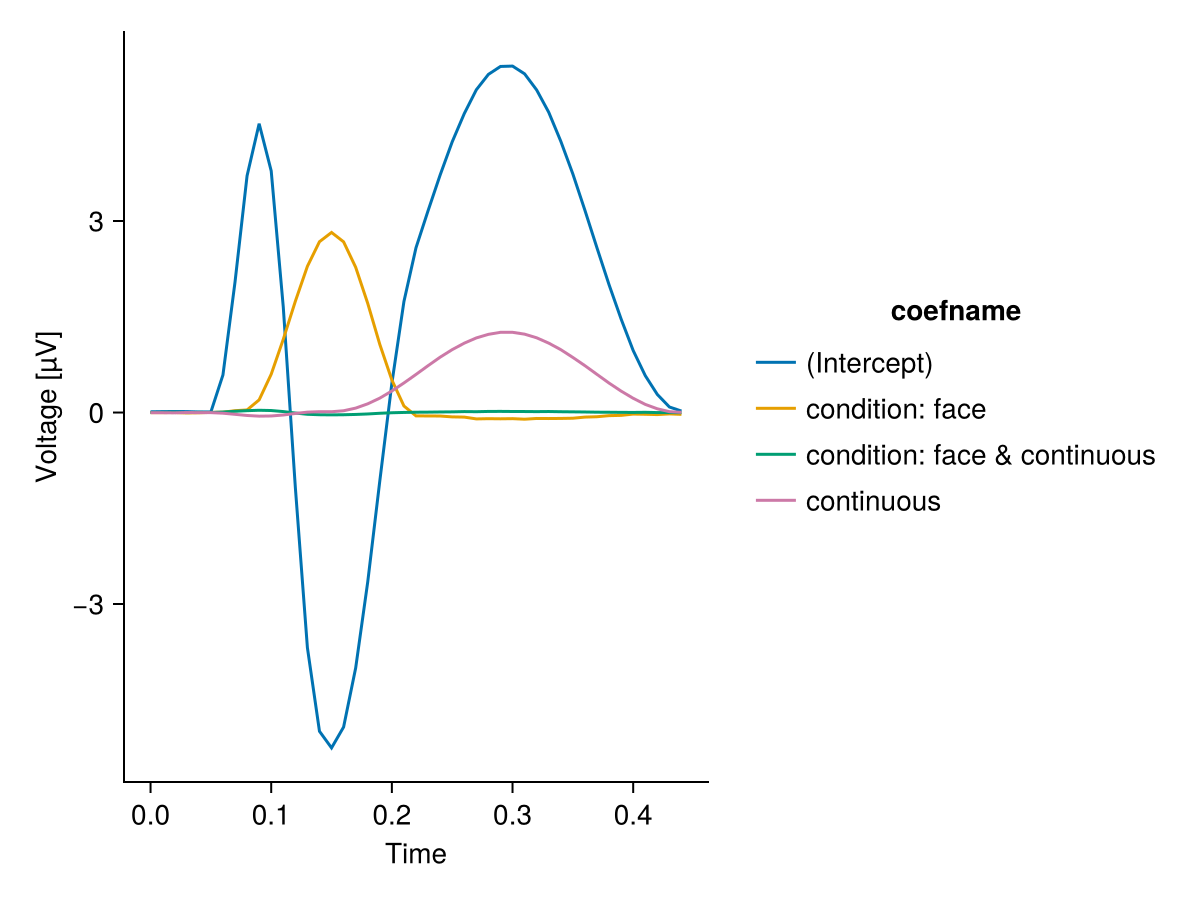 Voltage [µV]
3
0
−3
0.0
0.1
0.2
0.3
0.4
Time
coefname
(Intercept)
condition: face
condition: face & continuous
continuous